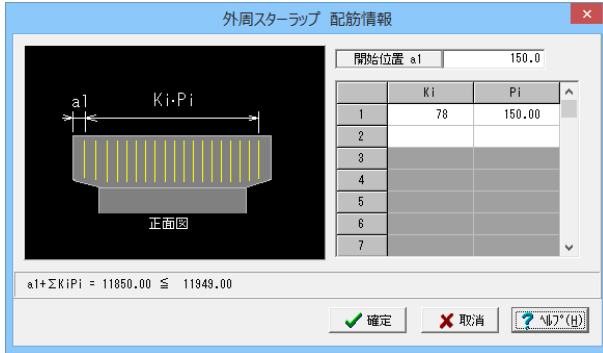 外周スターラップ 配筋情報
開始位置 a1 150.0
a1 Ki・Pi
正面図
Ki Pi
1 78 150.00
2
3
4
5
6
7
a1+ΣKiPi = 11850.00 ≦ 11949.00
確定 取消 ヘルプ(H)